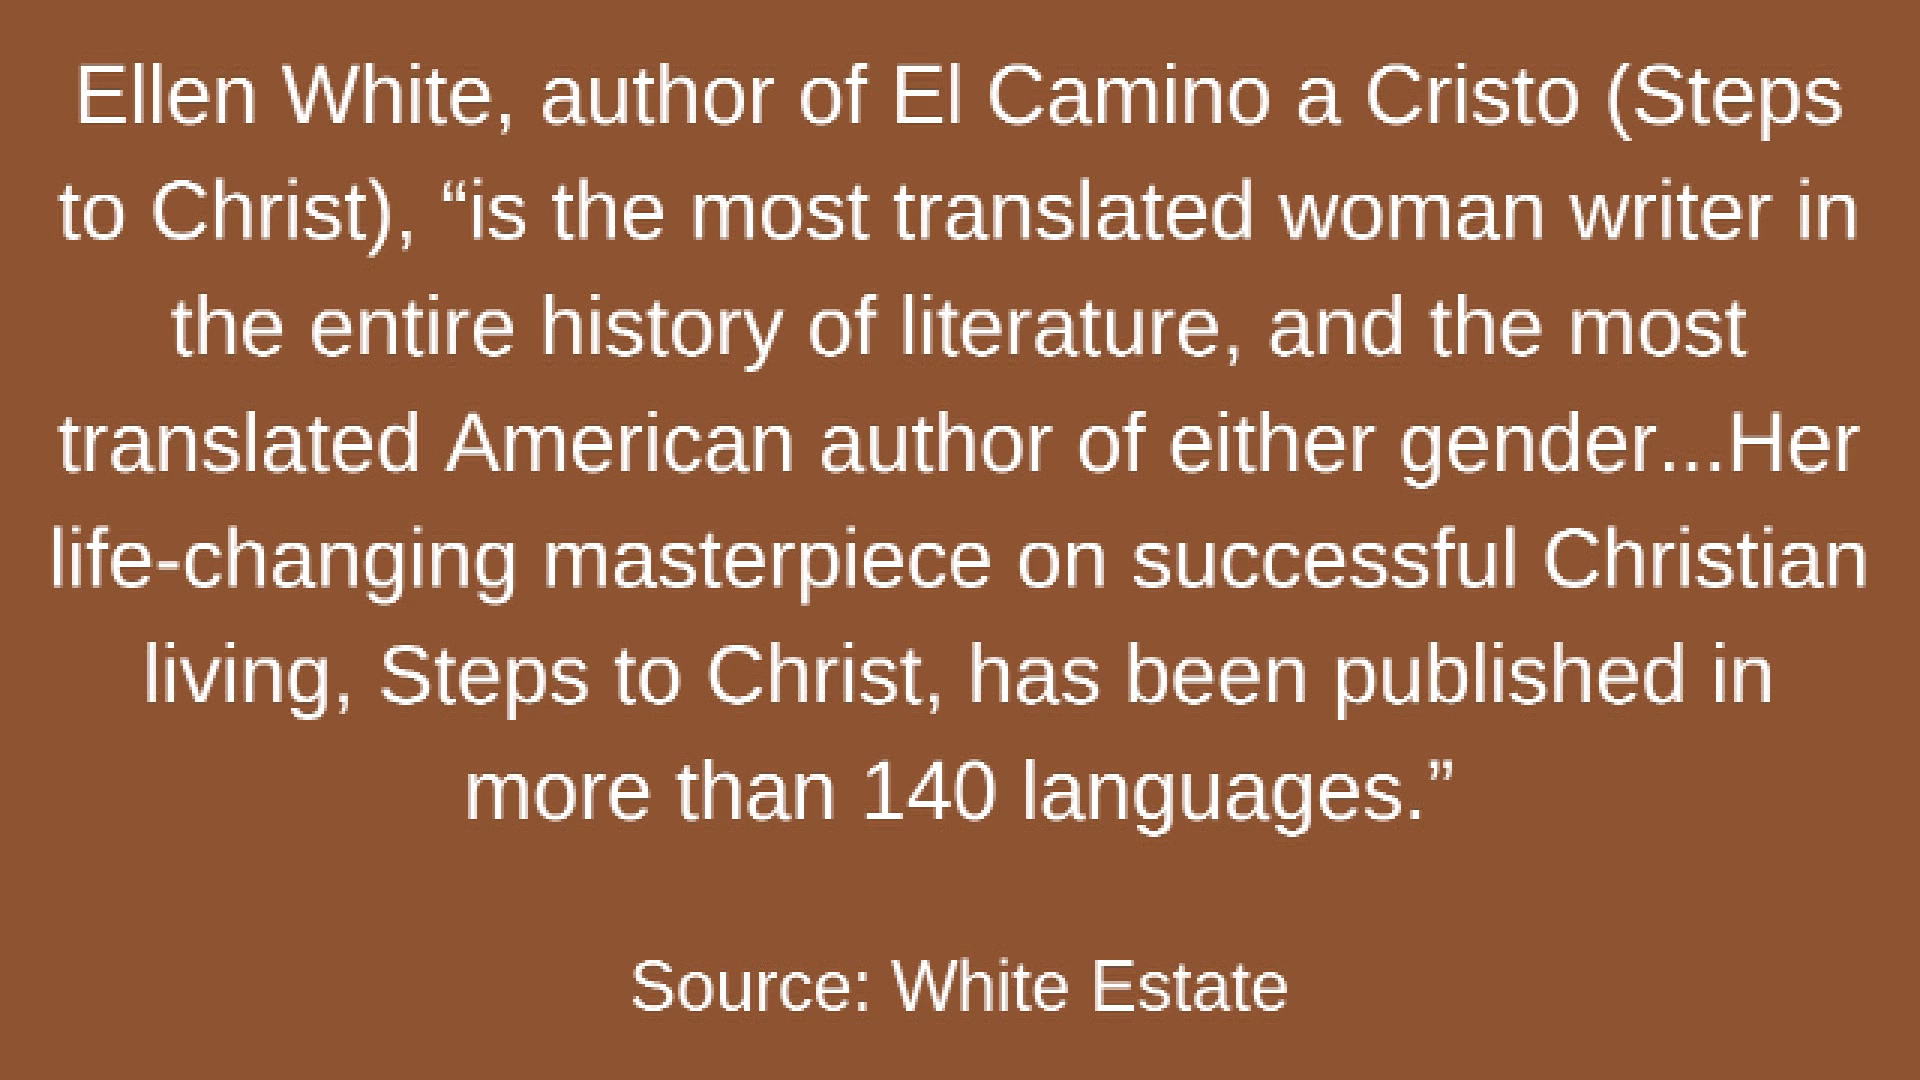 Ellen White, author of El Camino a Cristo (Steps
to Christ), “is the most translated woman writer in
the entire history of literature, and the most
translated American author of either gender...Her
life-changing masterpiece on successful Christian
living, Steps to Christ, has been published in
more than 140 languages.”
Source: White Estate